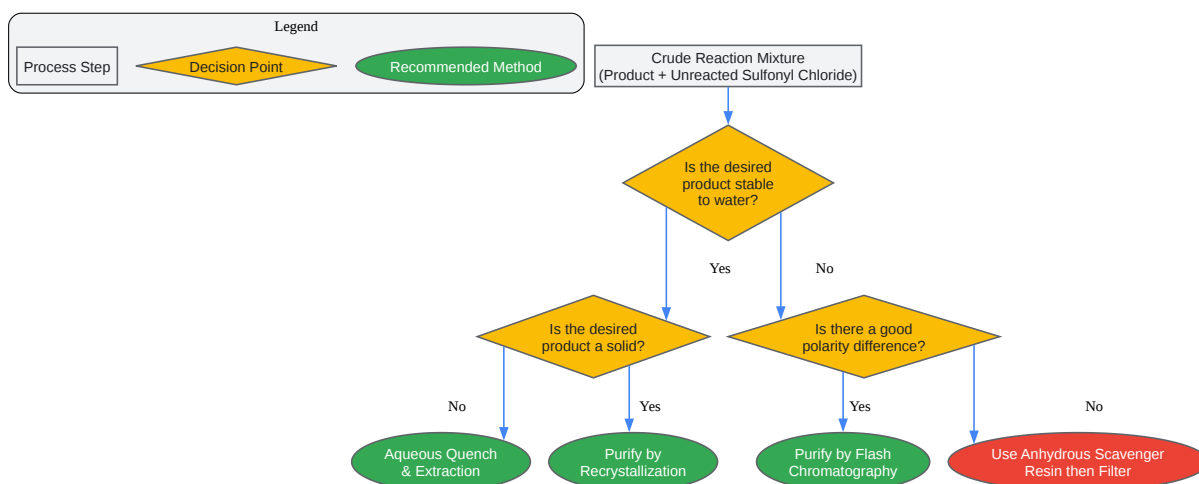 Legend
Process Step
Decision Point
Recommended Method
Crude Reaction Mixture
(Product + Unreacted Sulfonyl Chloride)
Is the desired
product stable
to water?
Yes
No
Is the desired
product a solid?
Is there a good
polarity difference?
No
Yes
Yes
No
Aqueous Quench
& Extraction
Purify by
Recrystallization
Purify by Flash
Chromatography
Use Anhydrous Scavenger
Resin then Filter